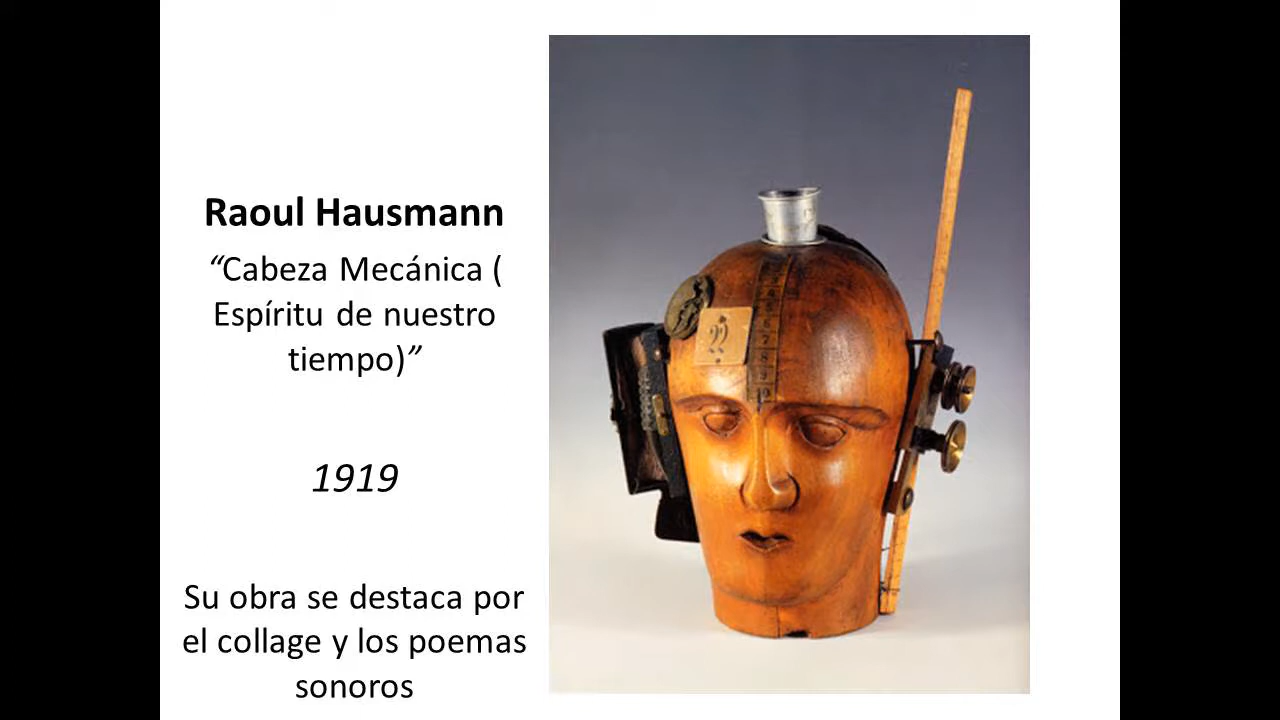 Raoul Hausmann
“Cabeza Mecánica (
Espíritu de nuestro
tiempo)”
1919
Su obra se destaca por
el collage y los poemas
sonoros
22